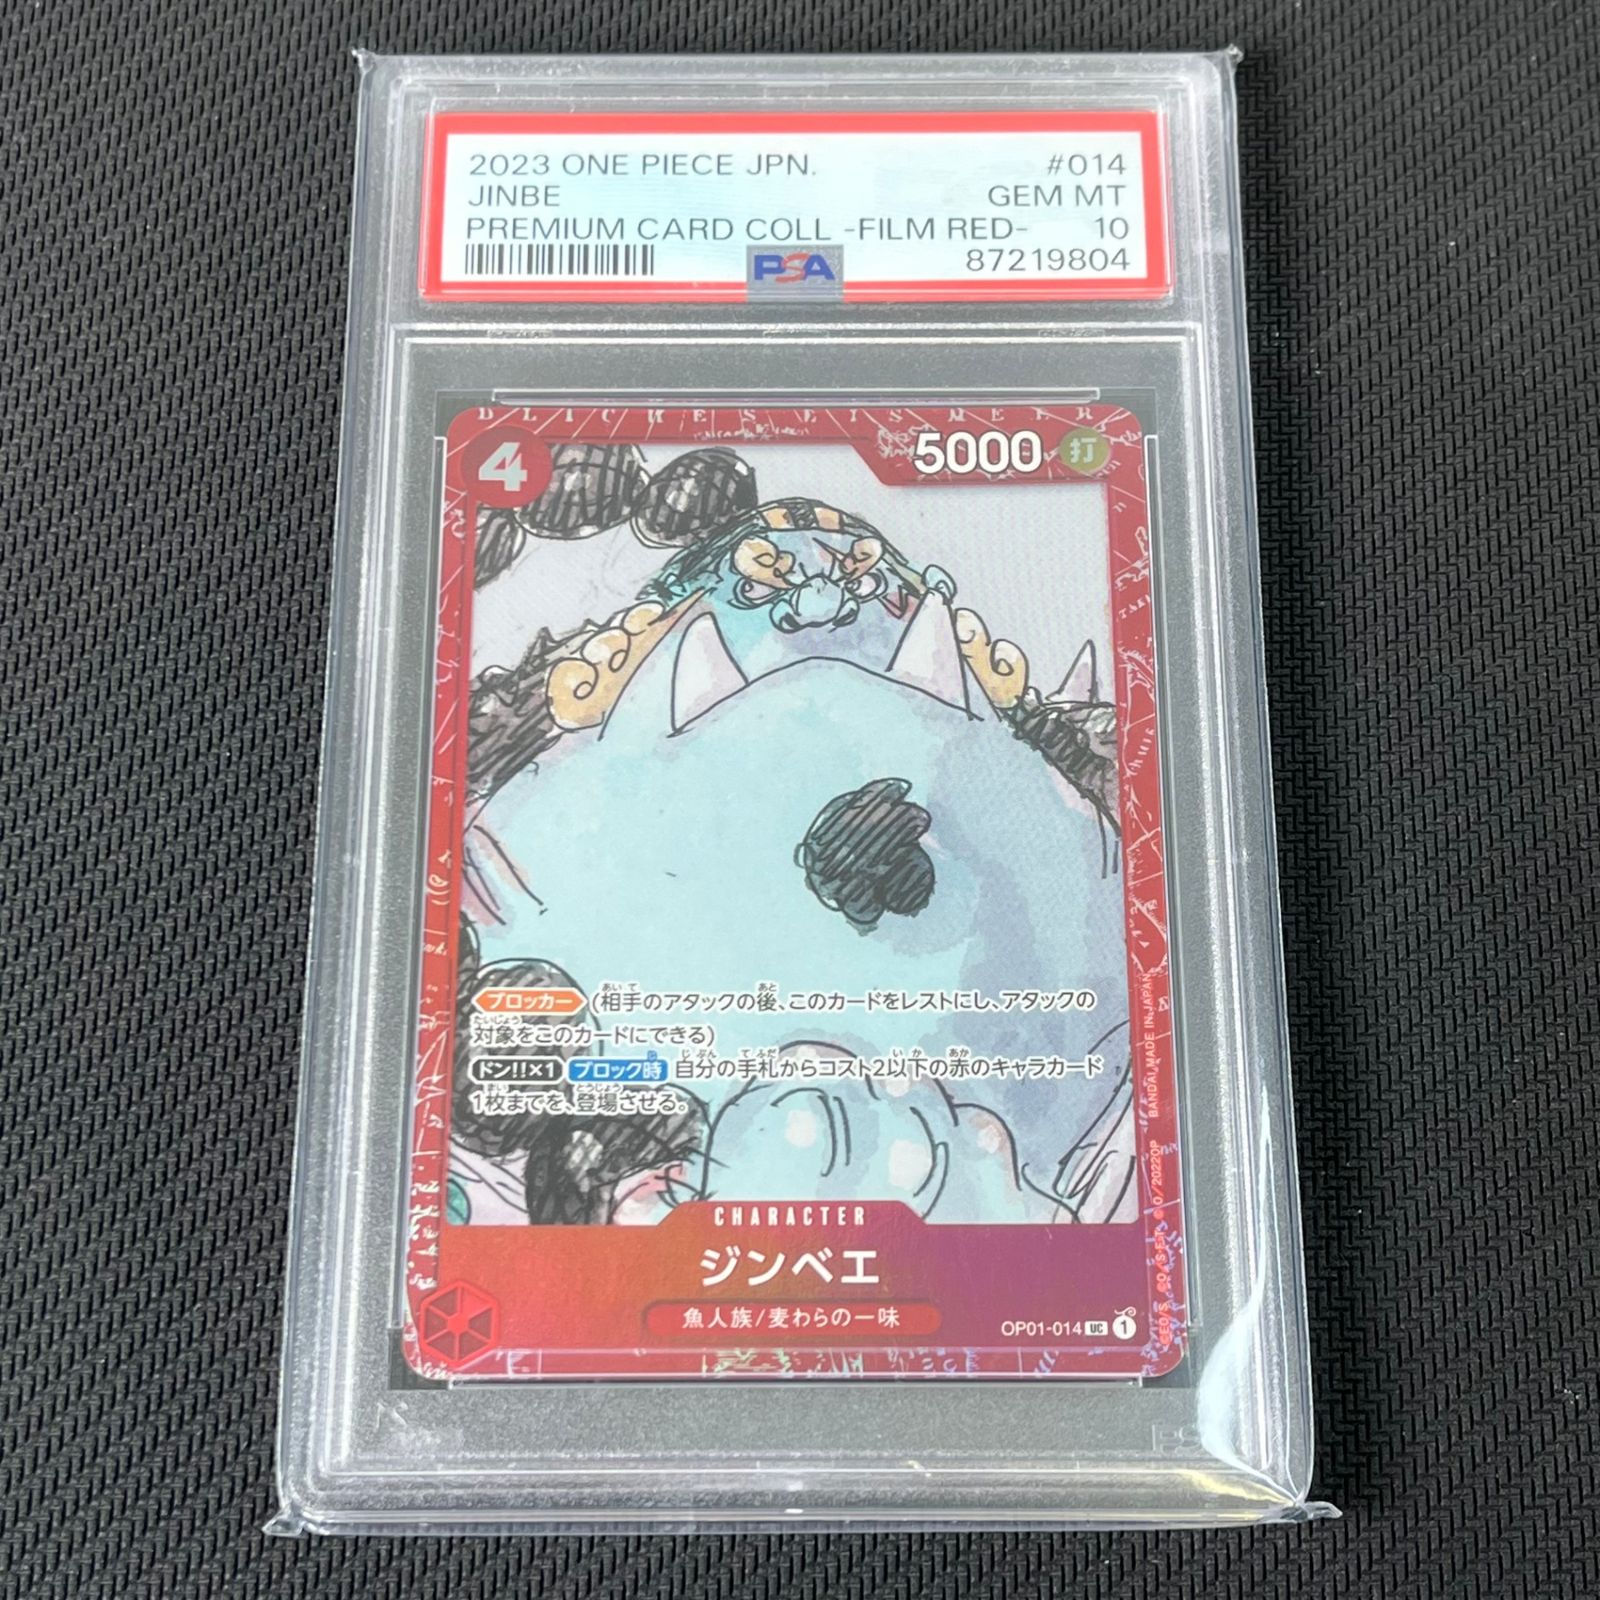 2023 ONE PIECE JPN. #014
JINBE GEM MT
PREMIUM CARD COLL -FILM RED- 10
PSA 87219804
D L I C H E S E I S M E E R
4 5000 打
ブロッカー (相手のアタックの後、このカードをレストにし、アタックの
対象をこのカードにできる)
ドン!!×1 ブロック時 自分の手札からコスト2以下の赤のキャラカード
1枚までを、登場させる。
CHARACTER
ジンベエ
魚人族/麦わらの一味
OP01-014 UC 1
BANDAI MADE IN JAPAN